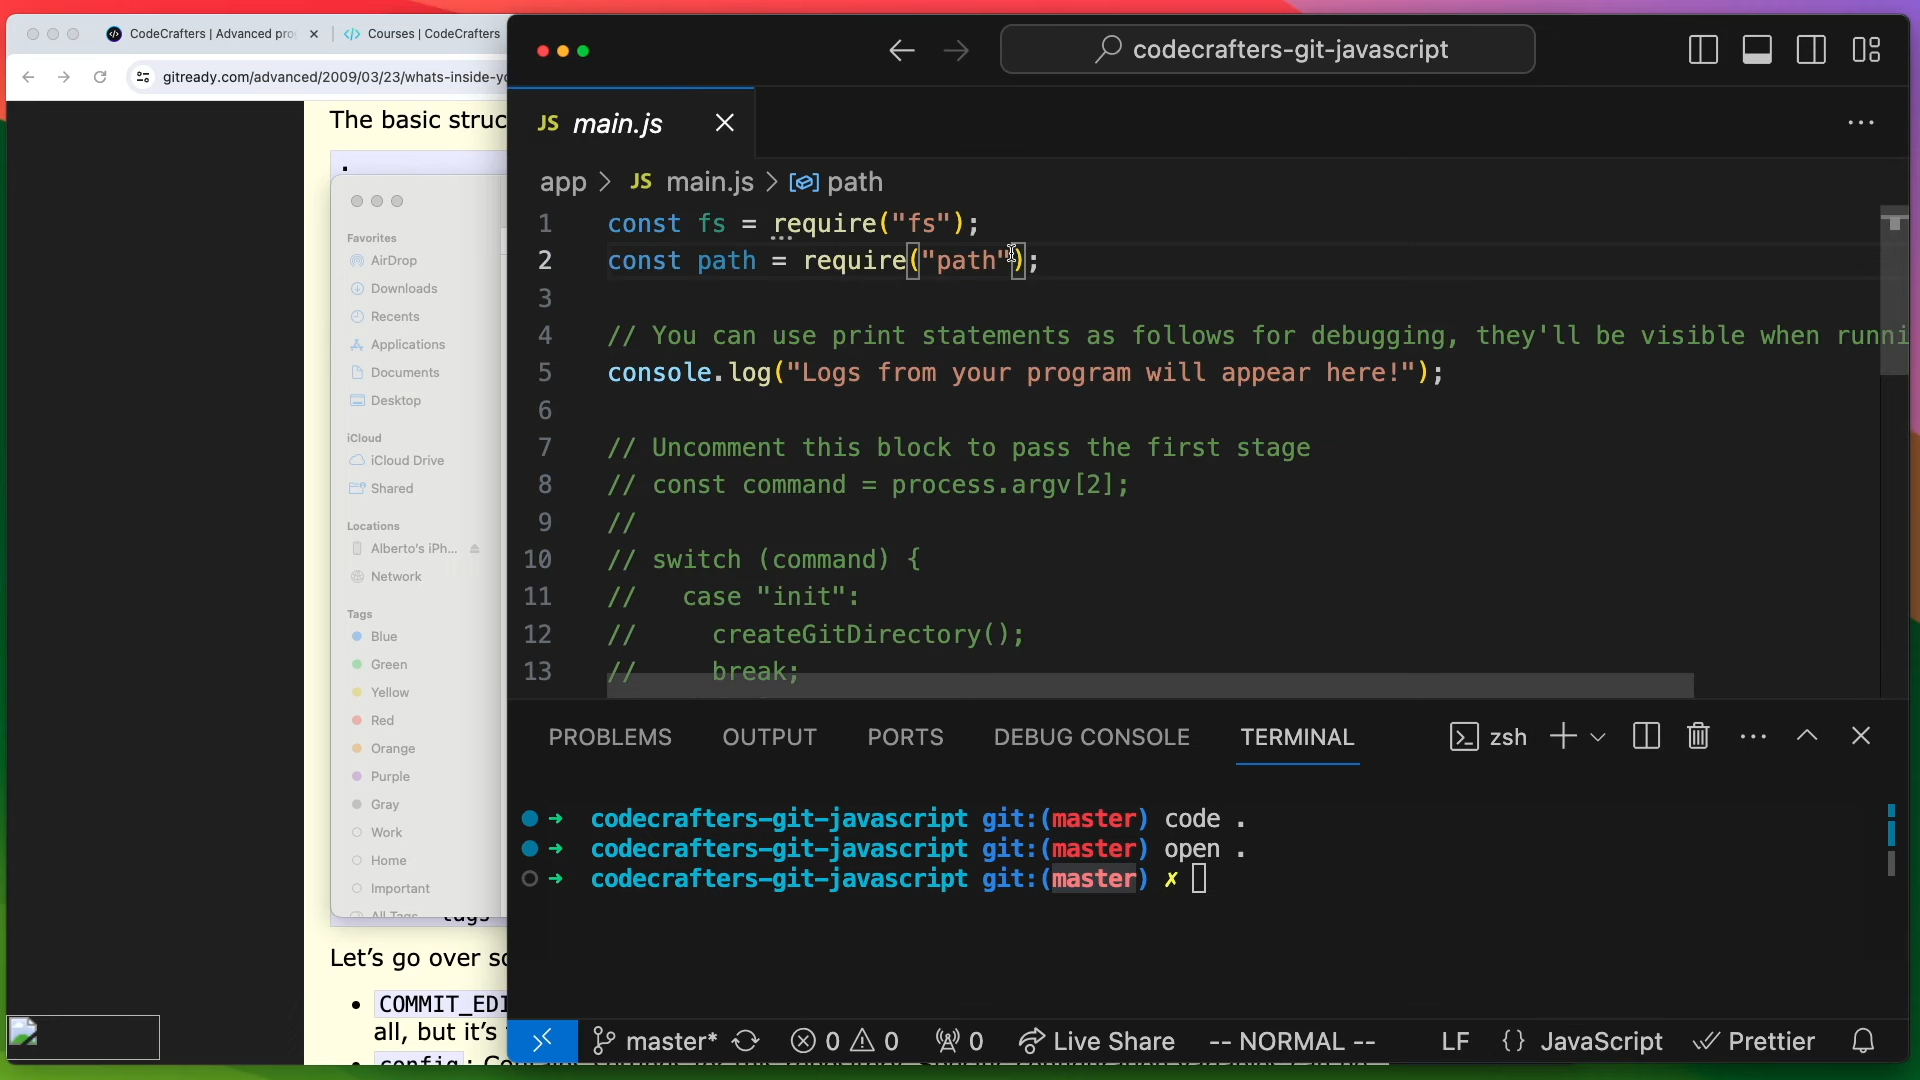 CodeCrafters | Advanced pro
Courses | CodeCrafters
gitready.com/advanced/2009/03/23/whats-inside-yo
The basic struc
.
Favorites
AirDrop
Downloads
Recents
Applications
Documents
Desktop
iCloud
iCloud Drive
Shared
Locations
Alberto's iPh...
Network
Tags
Blue
Green
Yellow
Red
Orange
Purple
Gray
Work
Home
Important
All Tags
tags
Let's go over so
COMMIT_EDI
all, but it's
config
codecrafters-git-javascript
JS main.js
app > JS main.js > path
1 const fs = require("fs");
2 const path = require("path");
3
4 // You can use print statements as follows for debugging, they'll be visible when runni
5 console.log("Logs from your program will appear here!");
6
7 // Uncomment this block to pass the first stage
8 // const command = process.argv[2];
9 //
10 // switch (command) {
11 //   case "init":
12 //     createGitDirectory();
13 //     break;
PROBLEMS OUTPUT PORTS DEBUG CONSOLE TERMINAL zsh
➜ codecrafters-git-javascript git:(master) code .
➜ codecrafters-git-javascript git:(master) open .
➜ codecrafters-git-javascript git:(master) ✗
master* 0 0 0 Live Share -- NORMAL -- LF {} JavaScript Prettier